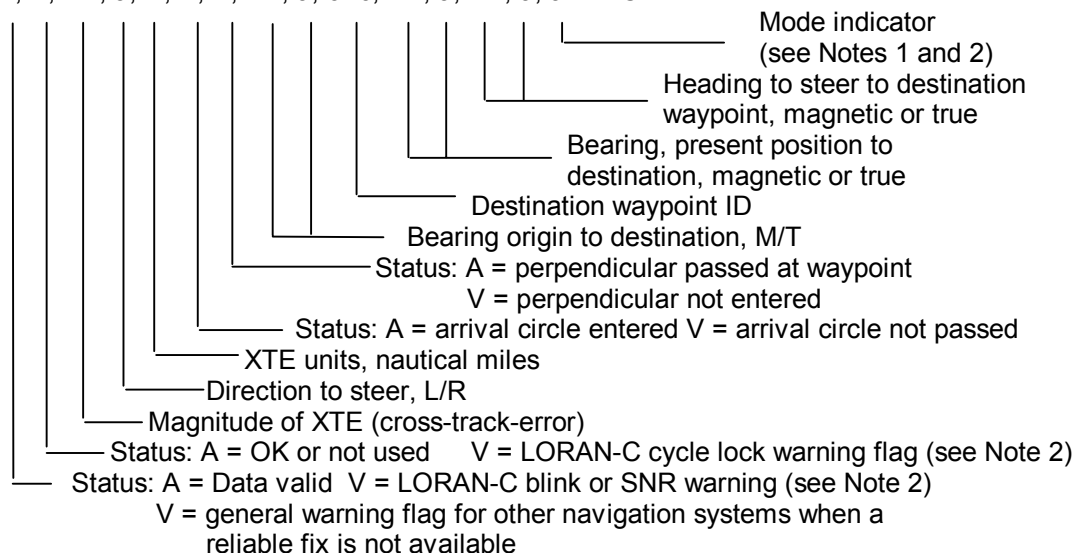 Mode indicator
(see Notes 1 and 2)
Heading to steer to destination
waypoint, magnetic or true
Bearing, present position to
destination, magnetic or true
Destination waypoint ID
Bearing origin to destination, M/T
Status: A = perpendicular passed at waypoint
V = perpendicular not entered
Status: A = arrival circle entered V = arrival circle not passed
XTE units, nautical miles
Direction to steer, L/R
Magnitude of XTE (cross-track-error)
Status: A = OK or not used V = LORAN-C cycle lock warning flag (see Note 2)
Status: A = Data valid V = LORAN-C blink or SNR warning (see Note 2)
V = general warning flag for other navigation systems when a
reliable fix is not available